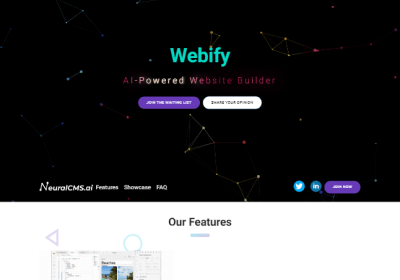 Webify
AI-Powered Website Builder
JOIN THE WAITING LIST
SHARE YOUR OPINION
NeuralCMS.ai Features Showcase FAQ
JOIN NOW
Our Features